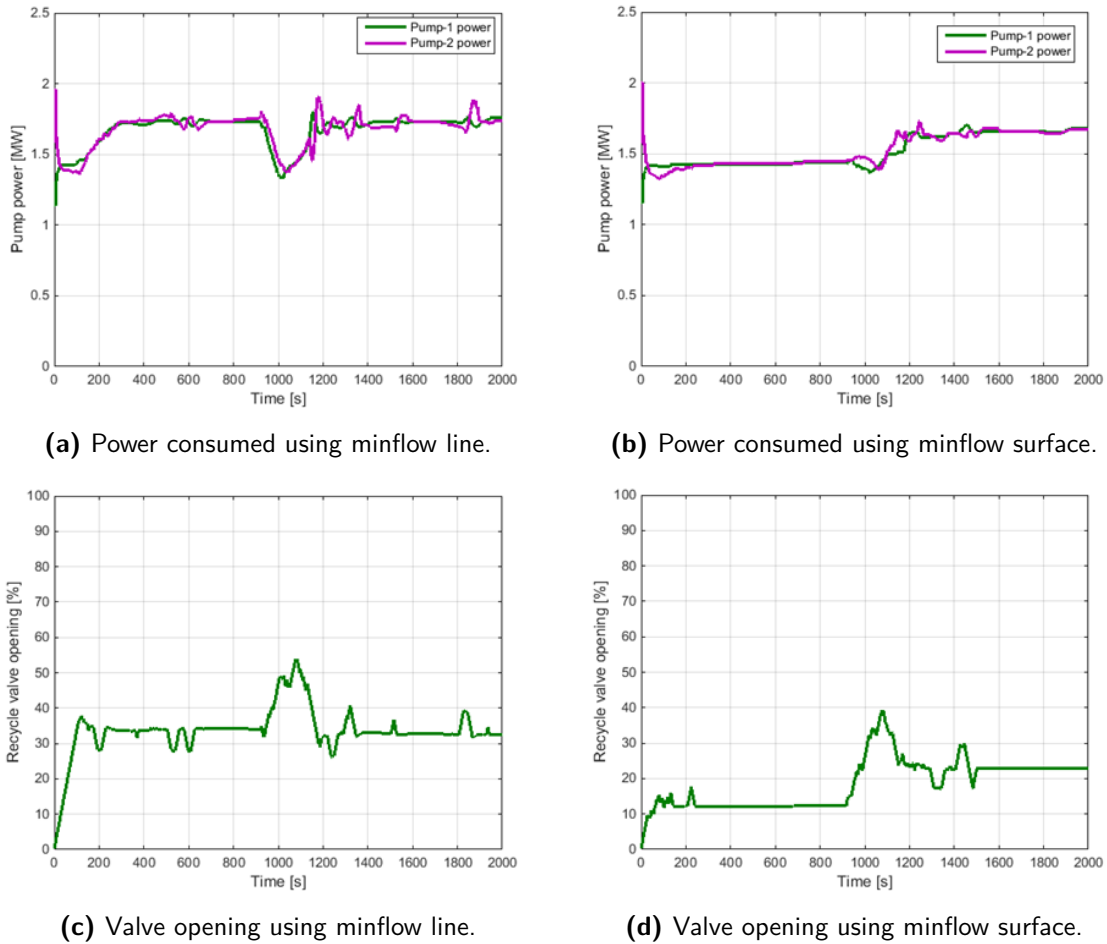 2.5
2
1.5
1
0.5
0
Pump power [MW]
Pump-1 power
Pump-2 power
0 200 400 600 800 1000 1200 1400 1600 1800 2000
Time [s]
(a) Power consumed using minflow line.
2.5
2
1.5
1
0.5
0
Pump power [MW]
Pump-1 power
Pump-2 power
0 200 400 600 800 1000 1200 1400 1600 1800 2000
Time [s]
(b) Power consumed using minflow surface.
100
90
80
70
60
50
40
30
20
10
0
Recycle valve opening [%]
0 200 400 600 800 1000 1200 1400 1600 1800 2000
Time [s]
(c) Valve opening using minflow line.
100
90
80
70
60
50
40
30
20
10
0
Recycle valve opening [%]
0 200 400 600 800 1000 1200 1400 1600 1800 2000
Time [s]
(d) Valve opening using minflow surface.